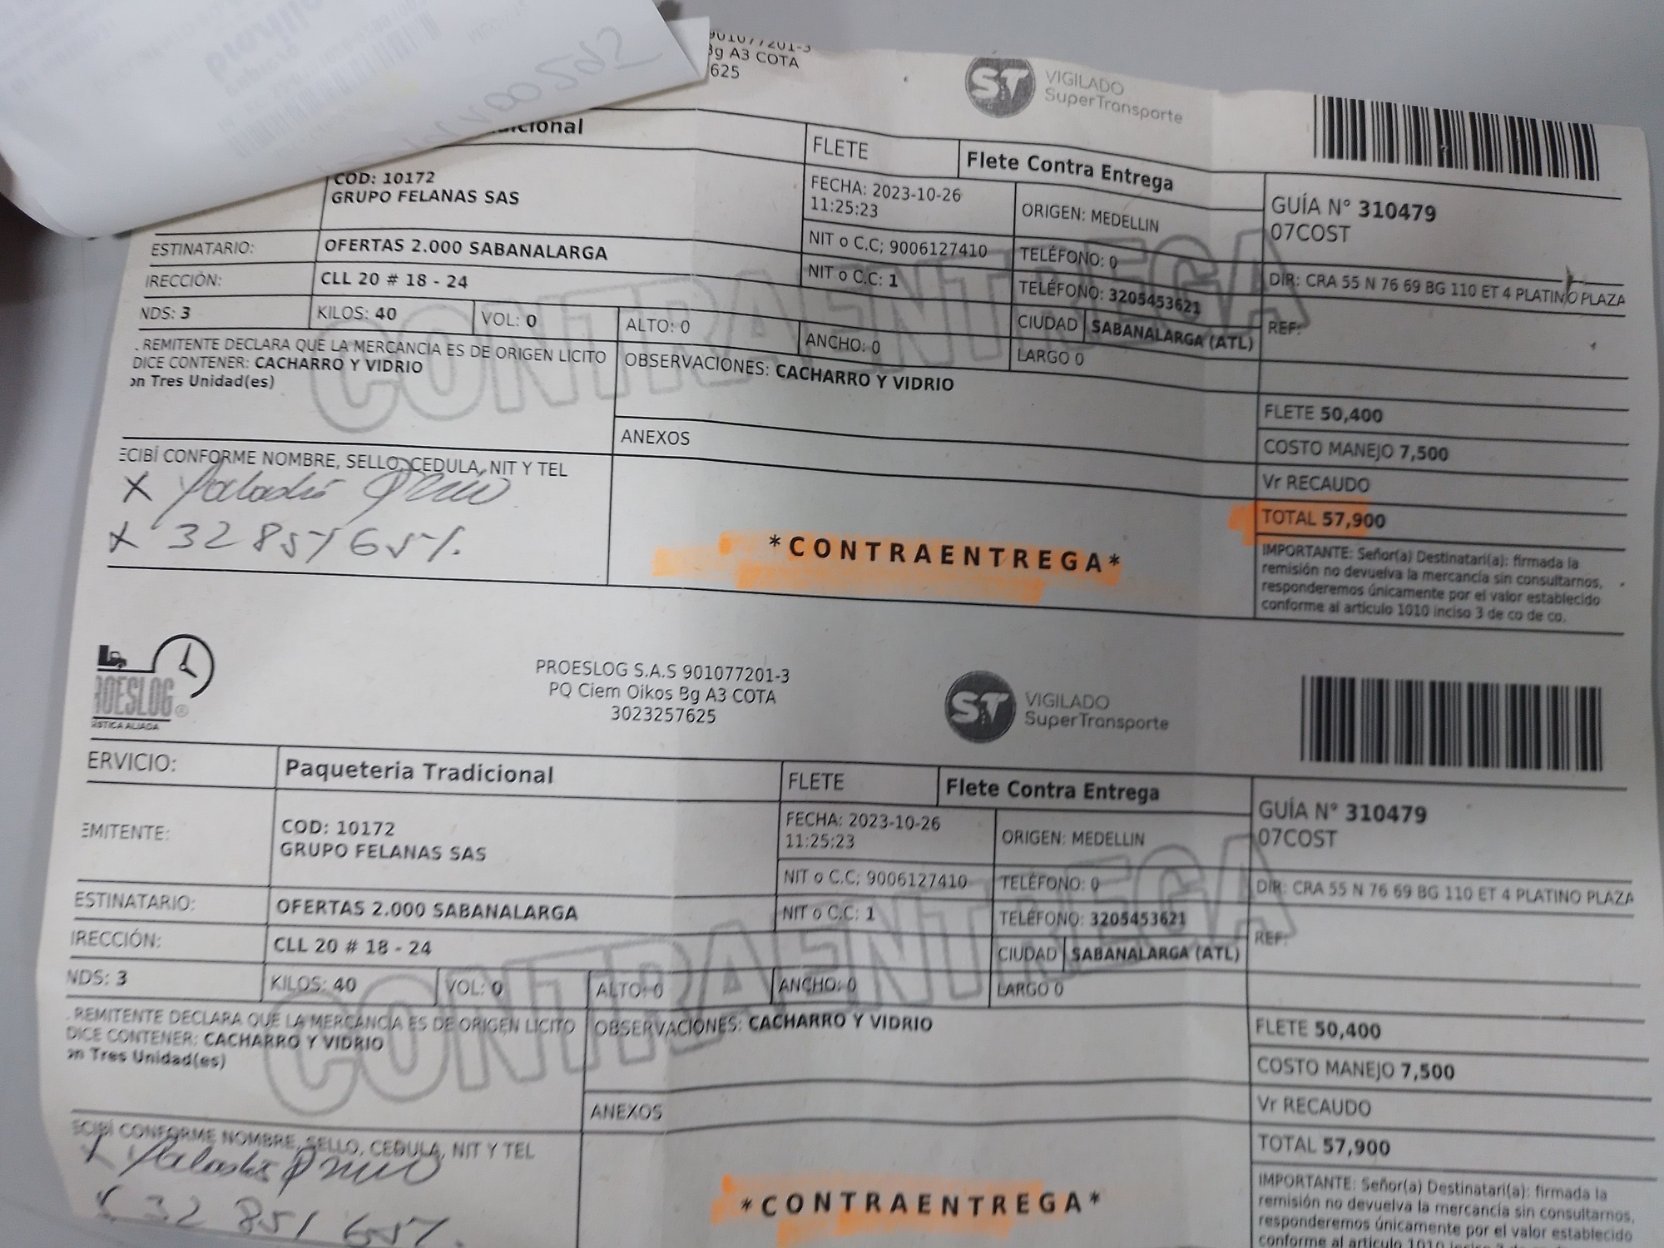 Bg A3 COTA
625
VIGILADO
SuperTransporte
FLETE
Flete Contra Entrega
COD: 10172
GRUPO FELANAS SAS
FECHA: 2023-10-26
11:25:23
ORIGEN: MEDELLIN
GUÍA N° 310479
07COST
ESTINATARIO:
OFERTAS 2.000 SABANALARGA
NIT o C.C; 9006127410
TELÉFONO: 0
DIR: CRA 55 N 76 69 BG 110 ET 4 PLATINO PLAZA
IRECCIÓN:
CLL 20 # 18 - 24
NIT o C.C: 1
TELÉFONO: 3205453621
NDS: 3
KILOS: 40
VOL: 0
ALTO: 0
ANCHO: 0
CIUDAD
SABANALARGA (ATL)
LARGO 0
REF:
. REMITENTE DECLARA QUE LA MERCANCIA ES DE ORIGEN LICITO
DICE CONTENER: CACHARRO Y VIDRIO
on Tres Unidad(es)
OBSERVACIONES: CACHARRO Y VIDRIO
CONTRAENTREGA
ANEXOS
FLETE 50,400
COSTO MANEJO 7,500
Vr RECAUDO
TOTAL 57,900
ECIBÍ CONFORME NOMBRE, SELLO, CEDULA, NIT Y TEL
X
X
*CONTRAENTREGA*
IMPORTANTE: Señor(a) Destinatari(a): firmada la
remisión no devuelva la mercancía sin consultarnos,
responderemos únicamente por el valor establecido
conforme al articulo 1010 inciso 3 de co de co.
ROESLOG
PROESLOG S.A.S 901077201-3
PQ Ciem Oikos Bg A3 COTA
3023257625
VIGILADO
SuperTransporte
ERVICIO:
Paqueteria Tradicional
FLETE
Flete Contra Entrega
EMITENTE:
COD: 10172
GRUPO FELANAS SAS
FECHA: 2023-10-26
11:25:23
ORIGEN: MEDELLIN
GUÍA N° 310479
07COST
ESTINATARIO:
OFERTAS 2.000 SABANALARGA
NIT o C.C; 9006127410
TELÉFONO: 0
DIR: CRA 55 N 76 69 BG 110 ET 4 PLATINO PLAZA
IRECCIÓN:
CLL 20 # 18 - 24
NIT o C.C: 1
TELÉFONO: 3205453621
NDS: 3
KILOS: 40
VOL: 0
ALTO: 0
ANCHO: 0
CIUDAD
SABANALARGA (ATL)
LARGO 0
REF:
. REMITENTE DECLARA QUE LA MERCANCIA ES DE ORIGEN LICITO
DICE CONTENER: CACHARRO Y VIDRIO
on Tres Unidad(es)
OBSERVACIONES: CACHARRO Y VIDRIO
CONTRAENTREGA
ANEXOS
FLETE 50,400
COSTO MANEJO 7,500
Vr RECAUDO
TOTAL 57,900
ECIBÍ CONFORME NOMBRE, SELLO, CEDULA, NIT Y TEL
*CONTRAENTREGA*
IMPORTANTE: Señor(a) Destinatari(a): firmada la
remisión no devuelva la mercancía sin consultarnos,
responderemos únicamente por el valor establecido
conforme al articulo 1010 inciso 3 de co de co.